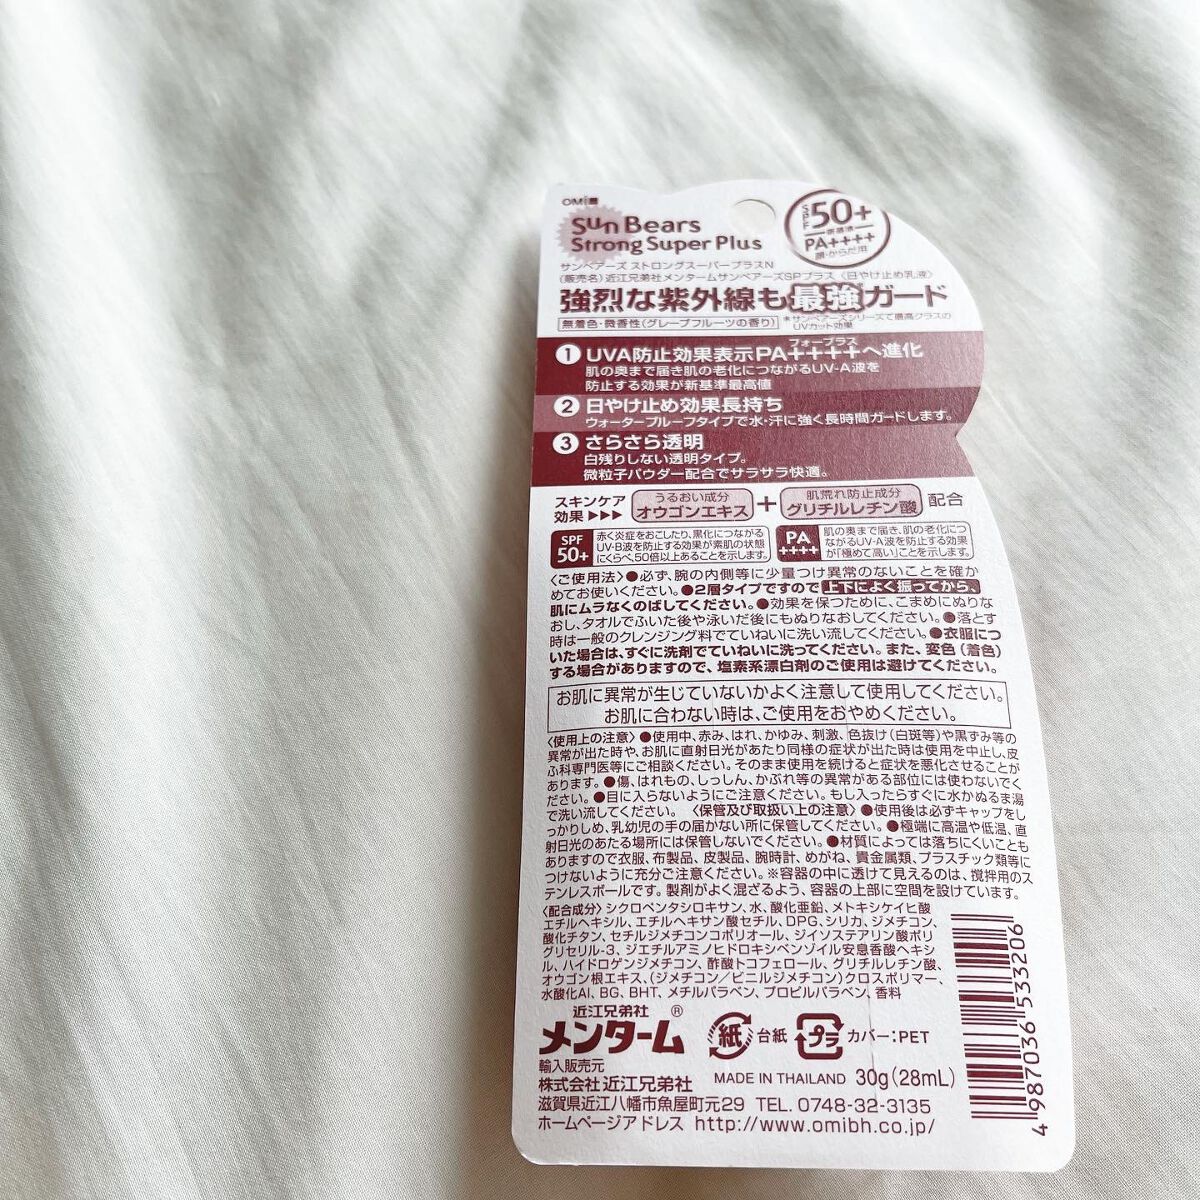 OMI
Sun Bears
Strong Super Plus
SPF
50+
新基準
PA++++
顔・からだ用
サンベアーズ ストロングスーパープラスN
(販売名)近江兄弟社メンタームサンベアーズSPプラス〈日やけ止め乳液〉
強烈な紫外線も最強ガード
無着色・微香性(グレープフルーツの香り)
*サンベアーズシリーズで最高クラスの
UVカット効果
フォープラス
1 UVA防止効果表示PA++++へ進化
肌の奥まで届き肌の老化につながるUV-A波を
防止する効果が新基準最高値
2 日やけ止め効果長持ち
ウォータープルーフタイプで水・汗に強く長時間ガードします。
3 さらさら透明
白残りしない透明タイプ。
微粒子パウダー配合でサラサラ快適。
スキンケア効果▶▶▶ うるおい成分 オウゴンエキス + 肌荒れ防止成分 グリチルレチン酸 配合
SPF 50+
赤く炎症をおこしたり、黒化につながる
UV-B波を防止する効果が素肌の状態
にくらべ、50倍以上あることを示します。
PA ++++
肌の奥まで届き、肌の老化につ
ながるUV-A波を防止する効果
が「極めて高い」ことを示します。
〈ご使用法〉●必ず、腕の内側等に少量つけ異常のないことを確か
めてお使いください。●2層タイプですので上下によく振ってから、
肌にムラなくのばしてください。●効果を保つために、こまめにぬりな
おし、タオルでふいた後や泳いだ後にもぬりなおしてください。●落とす
時は一般のクレンジング料でていねいに洗い流してください。●衣服につ
いた場合は、すぐに洗剤でていねいに洗ってください。また、変色(着色)
する場合がありますので、塩素系漂白剤のご使用は避けてください。
お肌に異常が生じていないかよく注意して使用してください。
お肌に合わない時は、ご使用をおやめください。
〈使用上の注意〉●使用中、赤み、はれ、かゆみ、刺激、色抜け(白斑等)や黒ずみ等の
異常が出た時や、お肌に直射日光があたり同様の症状が出た時は使用を中止し、皮
ふ科専門医等にご相談ください。そのまま使用を続けると症状を悪化させることが
あります。●傷、はれもの、しっしん、かぶれ等の異常がある部位には使わないでく
ださい。●目に入らないようにご注意ください。もし入ったらすぐに水かぬるま湯
で洗い流してください。〈保管及び取扱い上の注意〉●使用後は必ずキャップをし
っかりしめ、乳幼児の手の届かない所に保管してください。●極端に高温や低温、直
射日光のあたる場所には保管しないでください。●材質によっては落ちにくいことも
ありますので衣服、布製品、皮製品、腕時計、めがね、貴金属類、プラスチック類等に
つけないように充分ご注意ください。※容器の中に透けて見えるのは、撹拌用のス
テンレスボールです。製剤がよく混ざるよう、容器の上部に空間を設けています。
〈配合成分〉シクロペンタシロキサン、水、酸化亜鉛、メトキシケイヒ酸
エチルヘキシル、エチルヘキサン酸セチル、DPG、シリカ、ジメチコン、
酸化チタン、セチルジメチコンコポリオール、ジイソステアリン酸ポリ
グリセリル-3、ジエチルアミノヒドロキシベンゾイル安息香酸ヘキシ
ル、ハイドロゲンジメチコン、酢酸トコフェロール、グリチルレチン酸、
オウゴン根エキス、(ジメチコン/ビニルジメチコン)クロスポリマー、
水酸化Al、BG、BHT、メチルパラベン、プロピルパラベン、香料
近江兄弟社
メンターム®
紙 台紙 プラ カバー:PET
輸入販売元
株式会社 近江兄弟社 MADE IN THAILAND 30g(28mL)
滋賀県近江八幡市魚屋町元29 TEL. 0748-32-3135
ホームページアドレス http://www.omibh.co.jp/
4 987036 533206